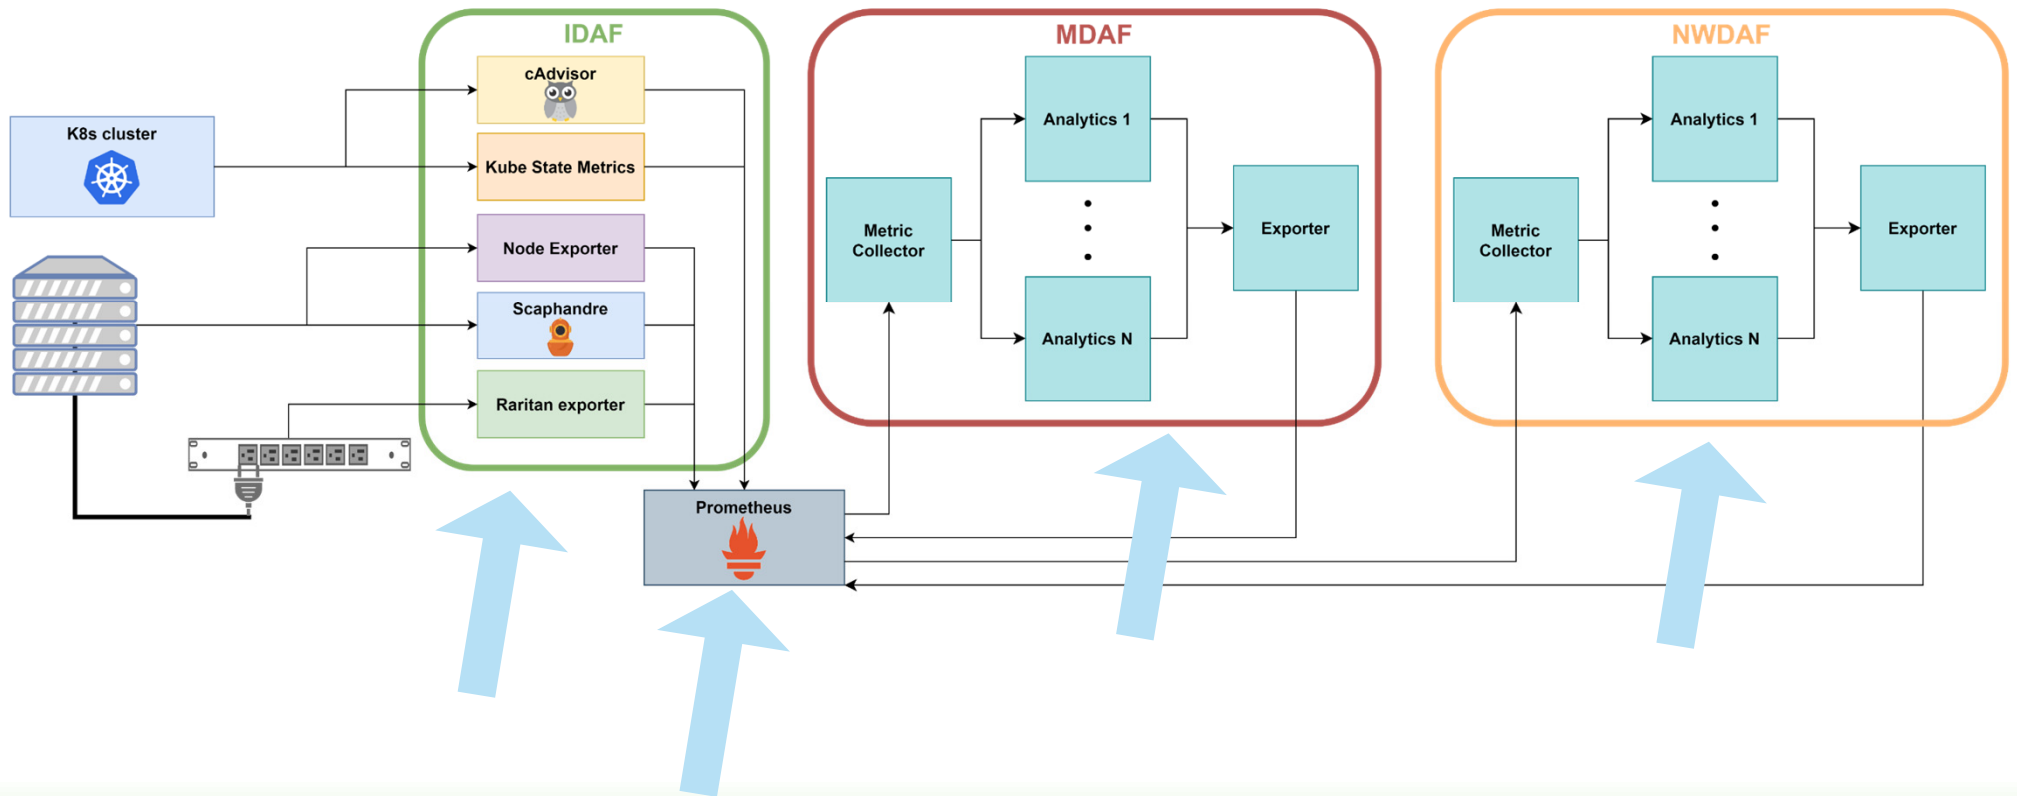 IDAF
MDAF
NWDAF
K8s cluster
cAdvisor
Kube State Metrics
Node Exporter
Scaphandre
Raritan exporter
Prometheus
Metric
Collector
Analytics 1
Analytics N
Exporter
Metric
Collector
Analytics 1
Analytics N
Exporter